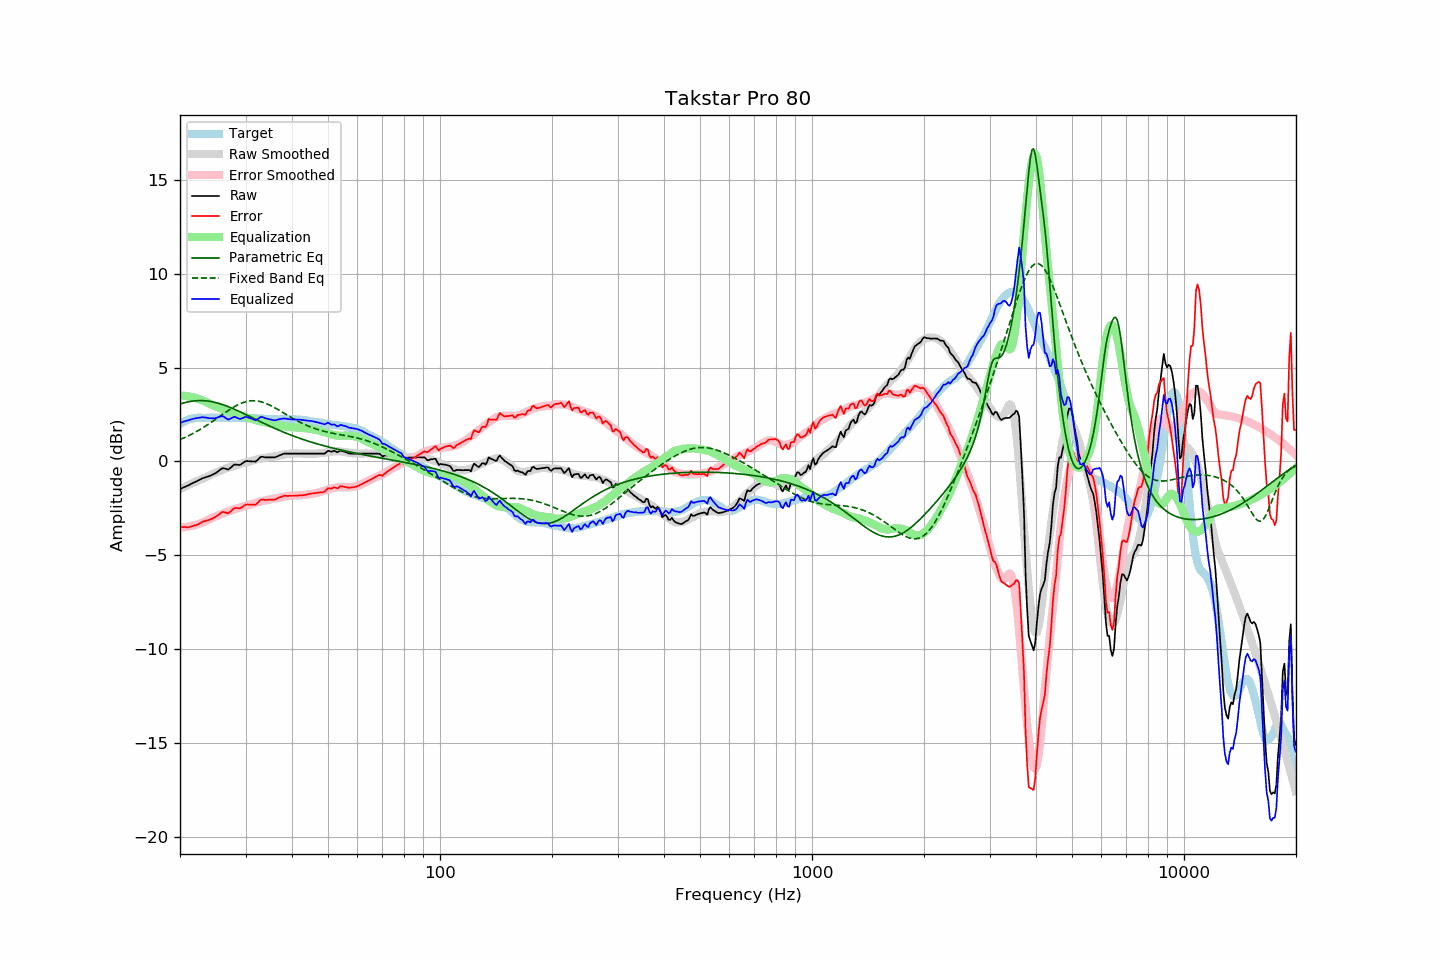 Takstar Pro 80
Target
Raw Smoothed
Error Smoothed
Raw
Error
Equalization
Parametric Eq
Fixed Band Eq
Equalized
Amplitude (dBr)
15
10
5
0
−5
−10
−15
−20
100
1000
10000
Frequency (Hz)